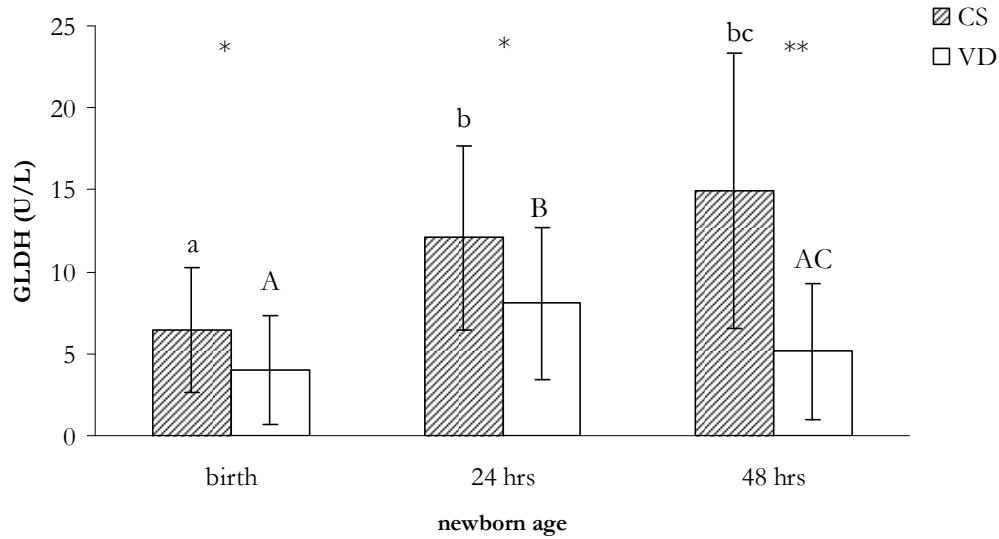 25
20
15
10
5
0
GLDH (U/L)
* * **
a A b B bc AC
birth 24 hrs 48 hrs
newborn age
CS
VD